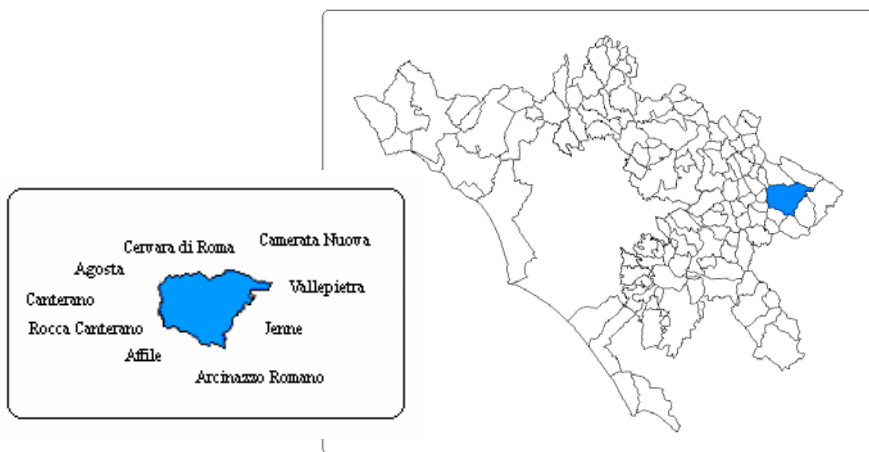 Cervara di Roma
Camerata Nuova
Agosta
Vallepietra
Canterano
Rocca Canterano
Jenne
Affile
Arcinazzo Romano